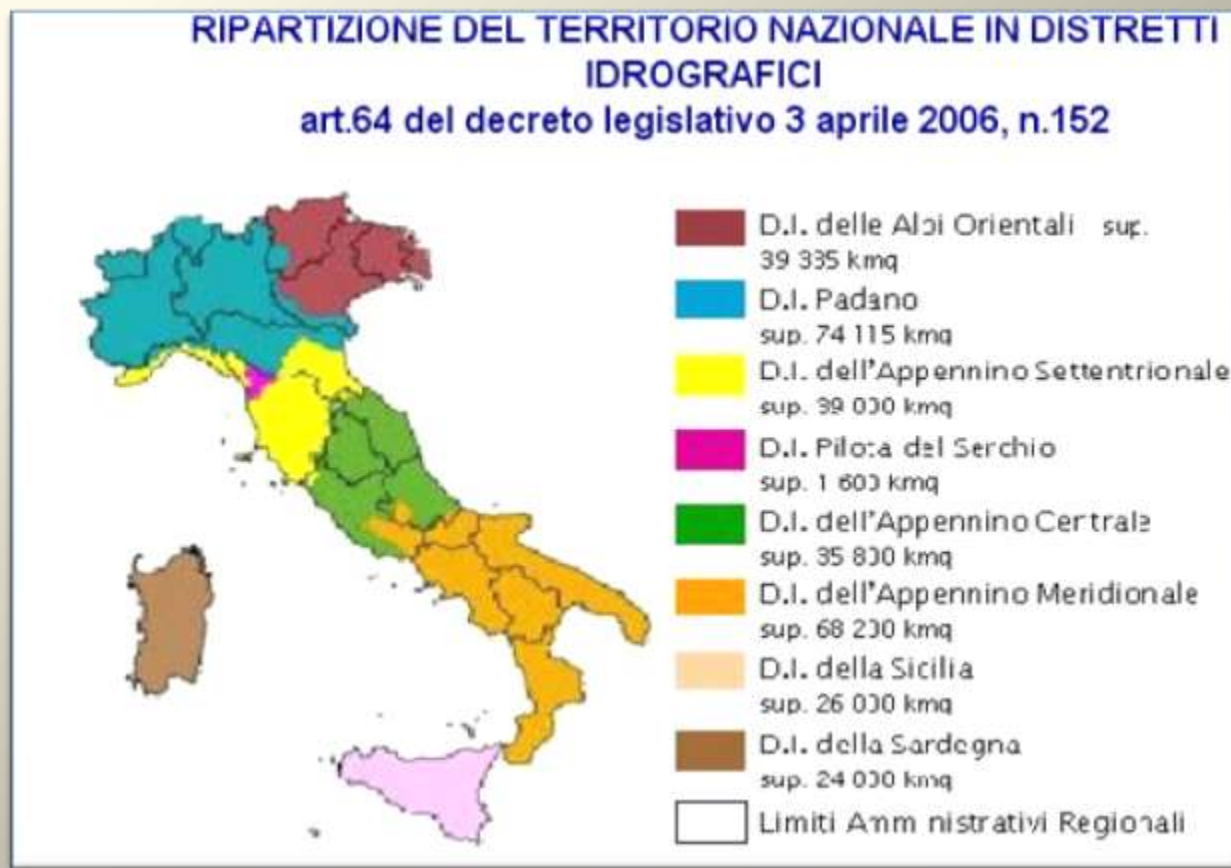 RIPARTIZIONE DEL TERRITORIO NAZIONALE IN DISTRETTI
IDROGRAFICI
art.64 del decreto legislativo 3 aprile 2006, n.152
D.I. delle Alpi Orientali sup.
39 335 kmq
D.I. Padano
sup. 74 115 kmq
D.I. dell'Appennino Settentrionale
sup. 39 000 kmq
D.I. Pilota del Serchio
sup. 1 600 kmq
D.I. dell'Appennino Centrale
sup. 35 800 kmq
D.I. dell'Appennino Meridionale
sup. 68 200 kmq
D.I. della Sicilia
sup. 26 000 kmq
D.I. della Sardegna
sup. 24 000 kmq
Limiti Amm nistrativi Regionali